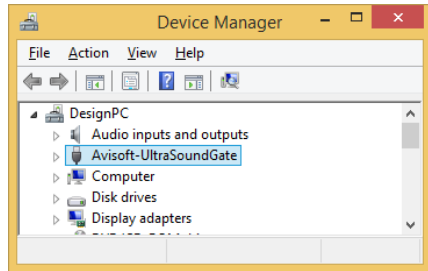 Device Manager
File Action View Help
DesignPC
Audio inputs and outputs
Avisoft-UltraSoundGate
Computer
Disk drives
Display adapters